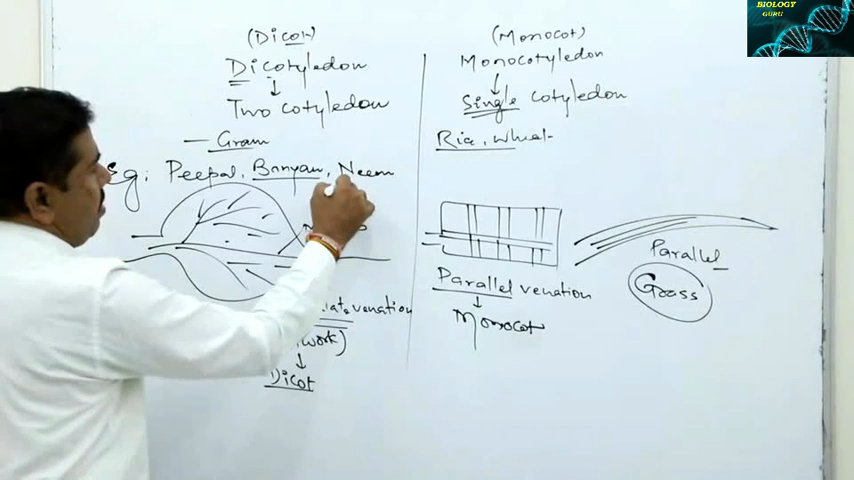 BIOLOGY
GURU
(Dicot)
Dicotyledon
↓
Two cotyledon
— Gram
Eg: Peepal, Banyan, Neem
venation
work)
↓
Dicot
(Monocot)
Monocotyledon
↓
Single cotyledon
Rice, wheat
Parallel venation
↓
Monocot
Parallel
Grass